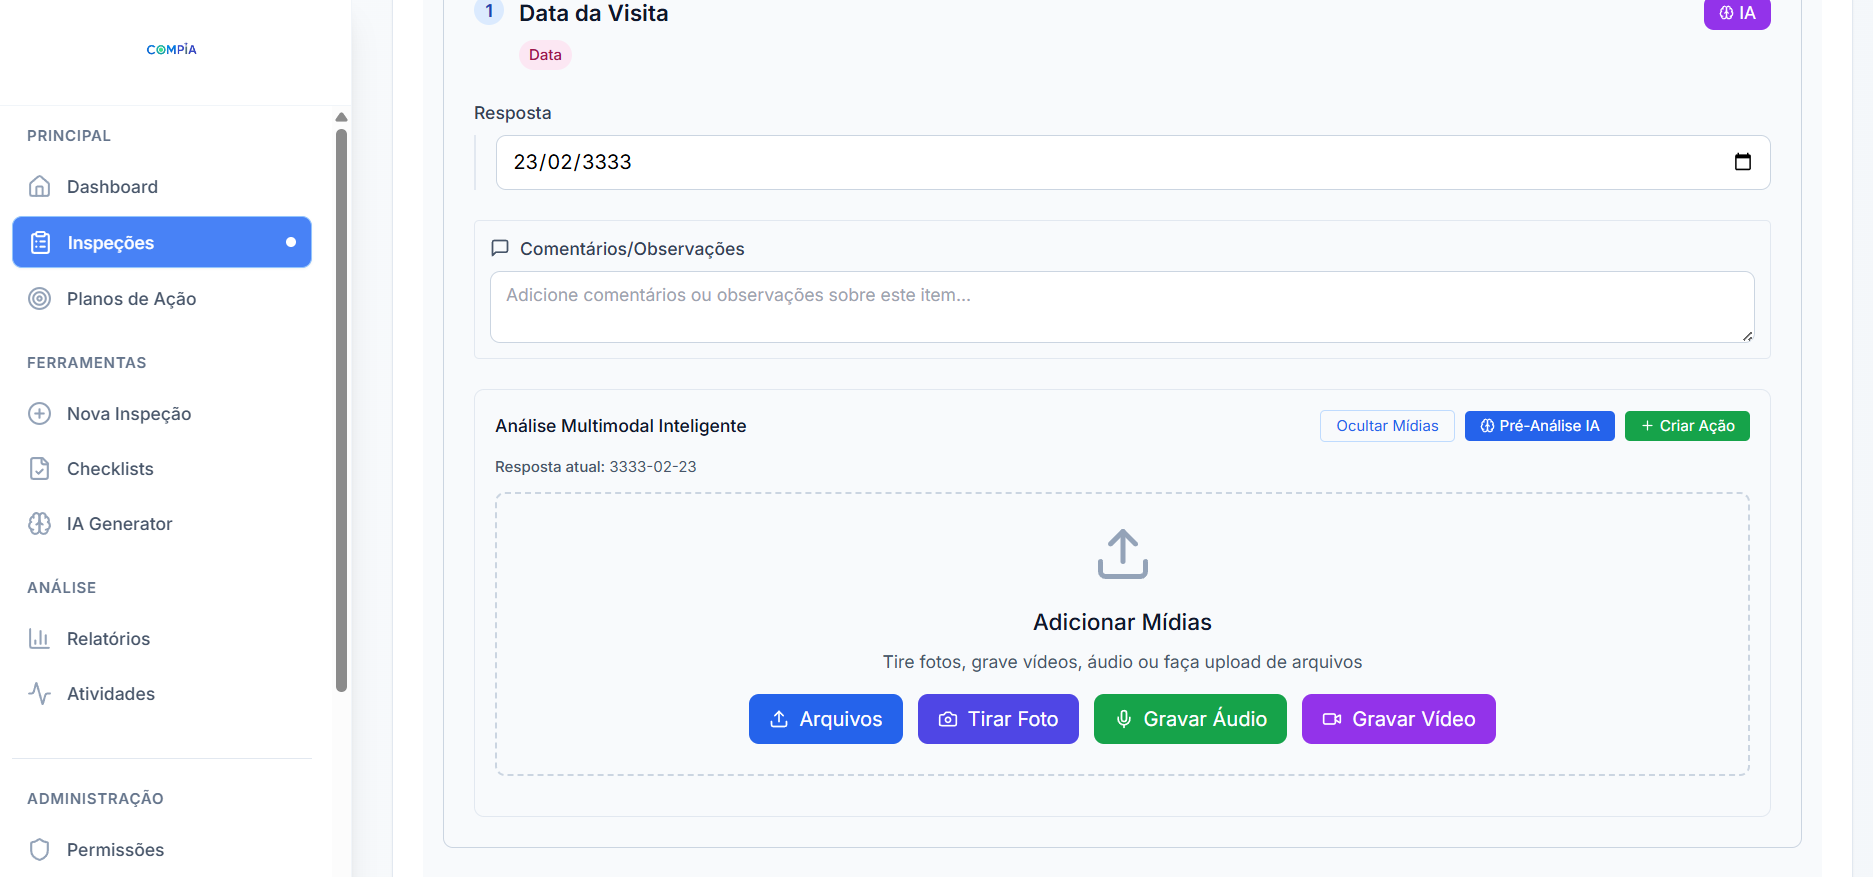 COMPIA
PRINCIPAL
Dashboard
Inspeções
Planos de Ação
FERRAMENTAS
Nova Inspeção
Checklists
IA Generator
ANÁLISE
Relatórios
Atividades
ADMINISTRAÇÃO
Permissões
1 Data da Visita
IA
Data
Resposta
23/02/3333
Comentários/Observações
Adicione comentários ou observações sobre este item...
Análise Multimodal Inteligente
Ocultar Mídias
Pré-Análise IA
Criar Ação
Resposta atual: 3333-02-23
Adicionar Mídias
Tire fotos, grave vídeos, áudio ou faça upload de arquivos
Arquivos
Tirar Foto
Gravar Áudio
Gravar Vídeo